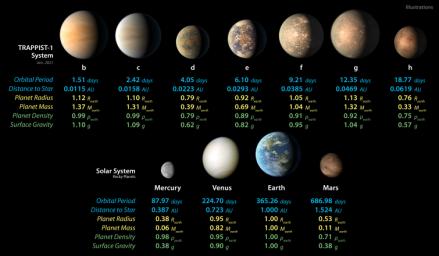 Illustrations
TRAPPIST-1
System
Jan. 2021
b c d e f g h
Orbital Period 1.51 days 2.42 days 4.05 days 6.10 days 9.21 days 12.35 days 18.77 days
Distance to Star 0.0115 AU 0.0158 AU 0.0223 AU 0.0293 AU 0.0385 AU 0.0469 AU 0.0619 AU
Planet Radius 1.12 Rearth 1.10 Rearth 0.79 Rearth 0.92 Rearth 1.05 Rearth 1.13 Rearth 0.76 Rearth
Planet Mass 1.37 Mearth 1.31 Mearth 0.39 Mearth 0.69 Mearth 1.04 Mearth 1.32 Mearth 0.33 Mearth
Planet Density 0.99 ρearth 0.99 ρearth 0.79 ρearth 0.89 ρearth 0.91 ρearth 0.92 ρearth 0.75 ρearth
Surface Gravity 1.10 g 1.09 g 0.62 g 0.82 g 0.95 g 1.04 g 0.57 g
Solar System
Rocky Planets
Mercury Venus Earth Mars
Orbital Period 87.97 days 224.70 days 365.26 days 686.98 days
Distance to Star 0.387 AU 0.723 AU 1.000 AU 1.524 AU
Planet Radius 0.38 Rearth 0.95 Rearth 1.00 Rearth 0.53 Rearth
Planet Mass 0.06 Mearth 0.82 Mearth 1.00 Mearth 0.11 Mearth
Planet Density 0.98 ρearth 0.95 ρearth 1.00 ρearth 0.71 ρearth
Surface Gravity 0.38 g 0.90 g 1.00 g 0.38 g